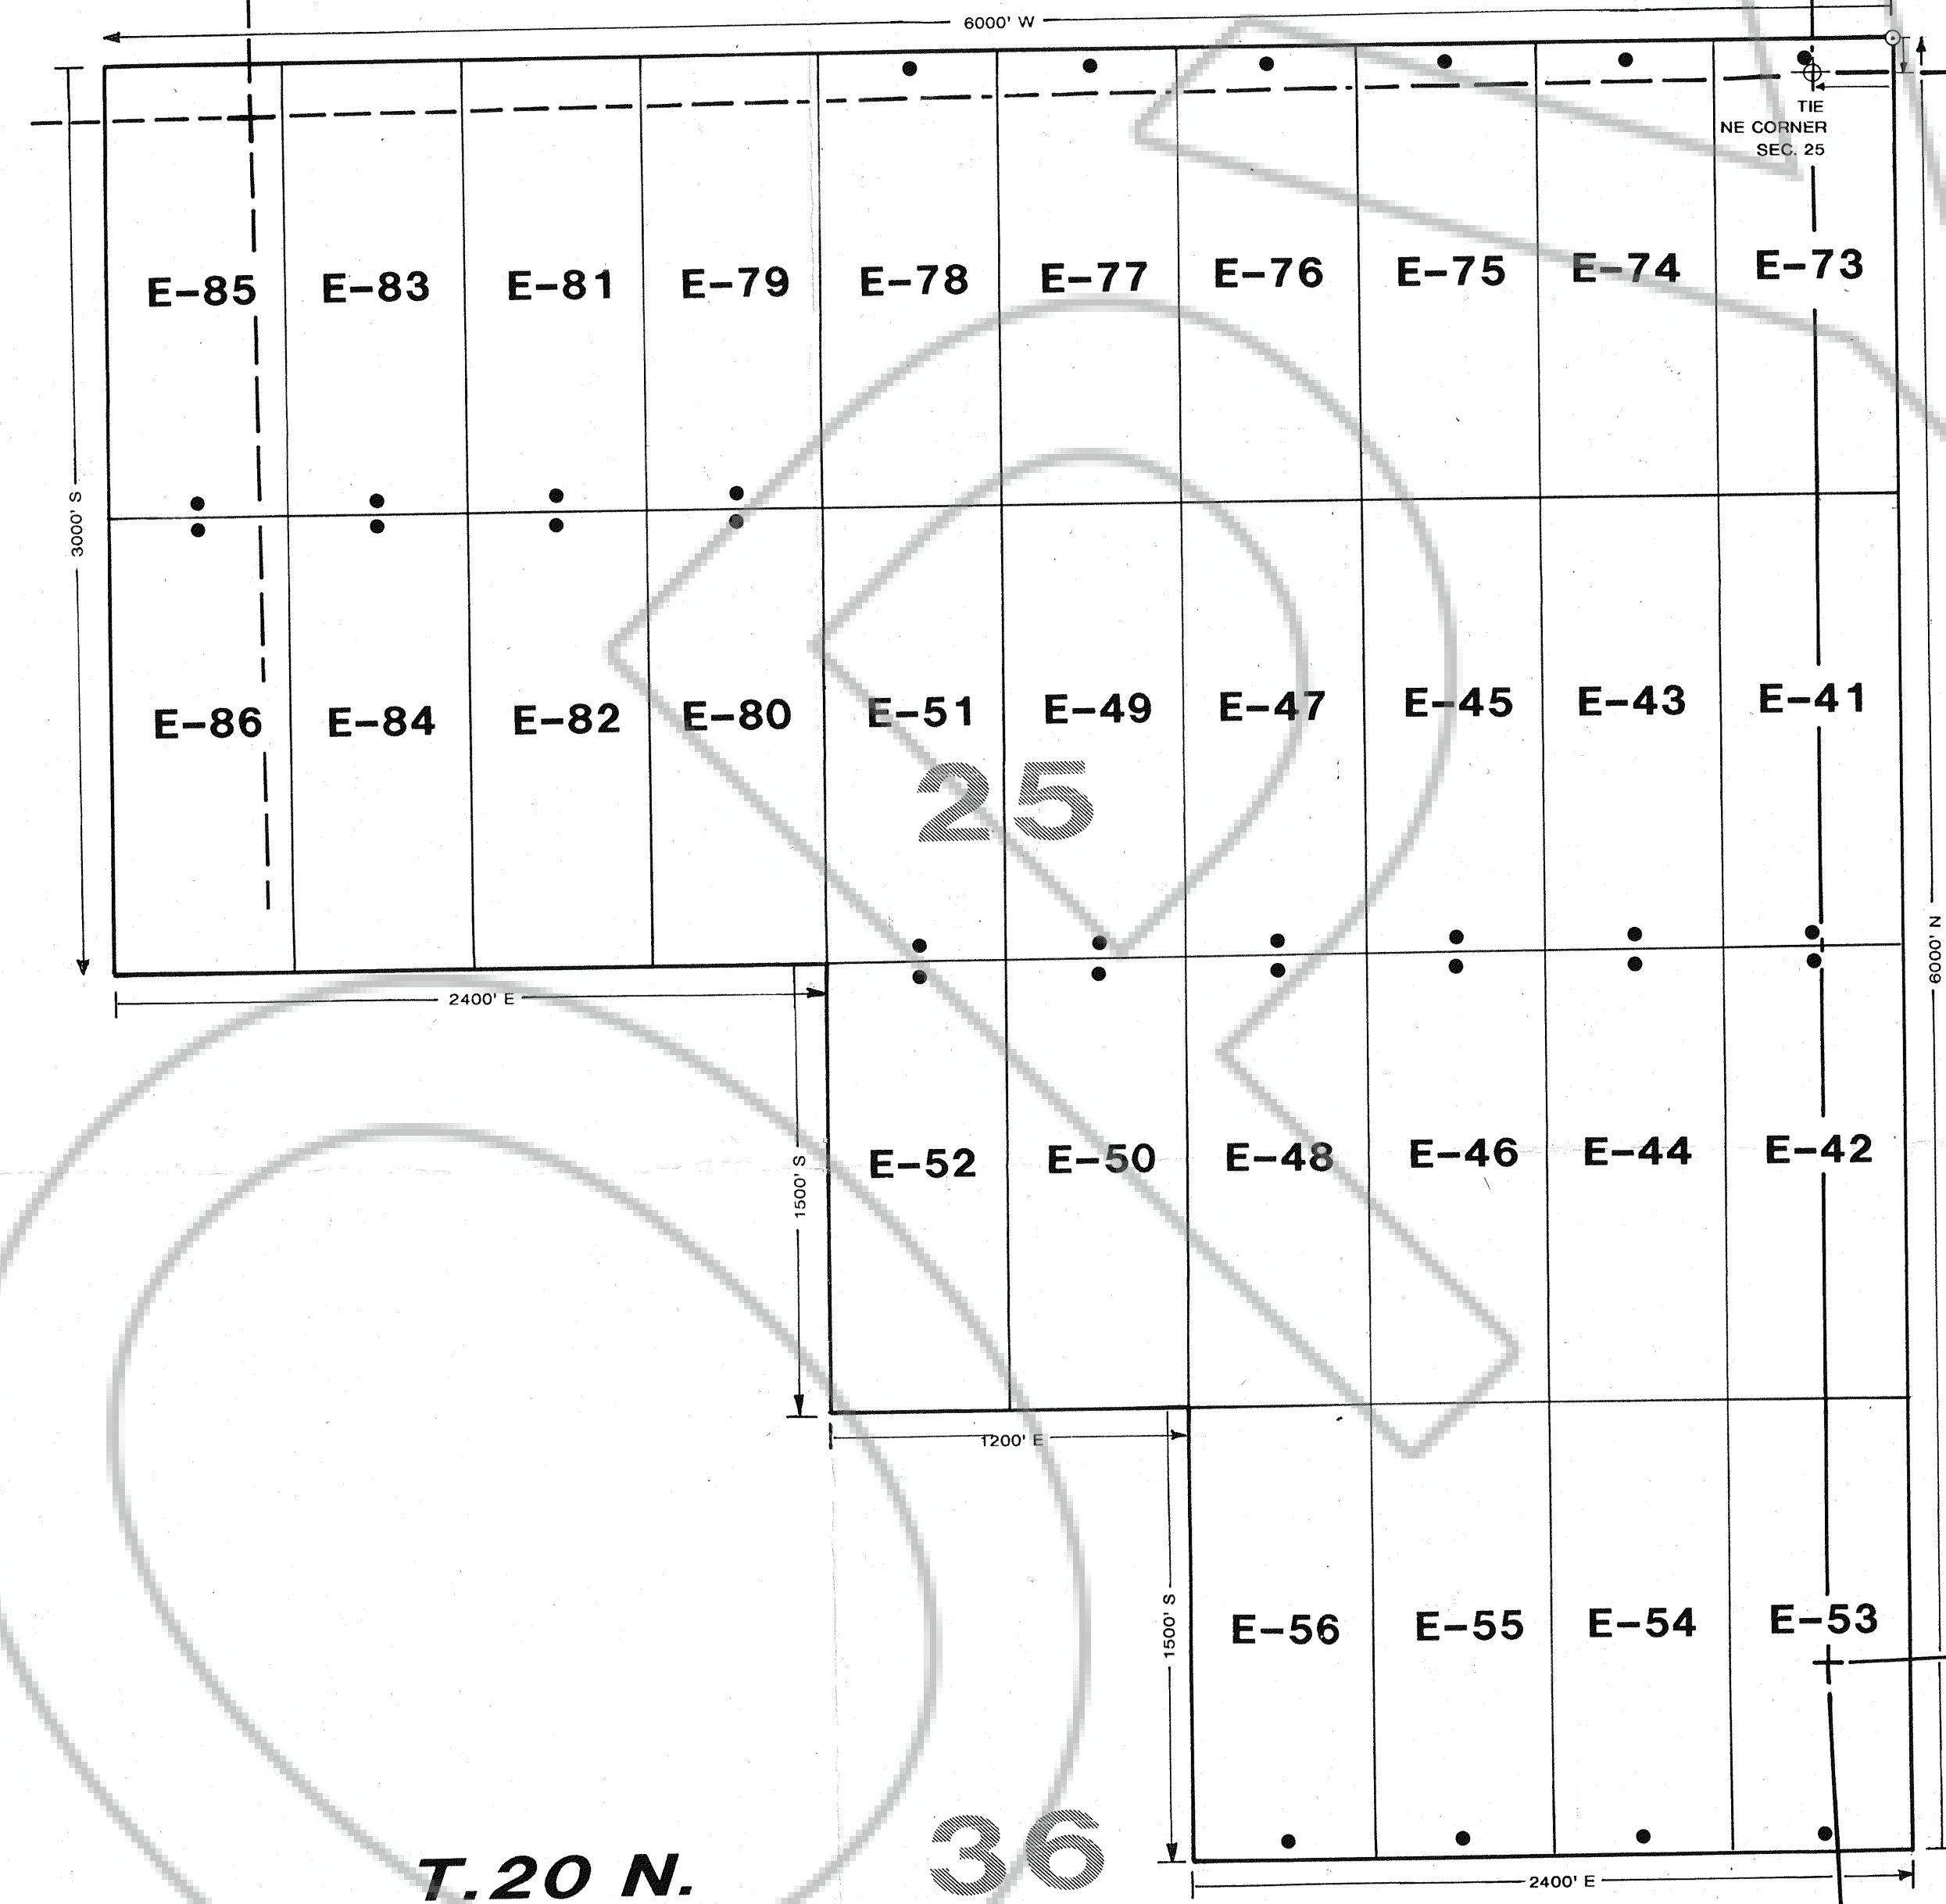 6000' W
TIE
NE CORNER
SEC. 25
E-85 E-83 E-81 E-79 E-78 E-77 E-76 E-75 E-74 E-73
3000' S
E-86 E-84 E-82 E-80 E-51 E-49 E-47 E-45 E-43 E-41
25
6000' N
2400' E
1500' S
E-52 E-50 E-48 E-46 E-44 E-42
1200' E
1500' S
E-56 E-55 E-54 E-53
36
T.20 N.
2400' E